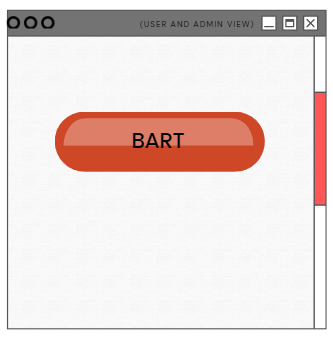 (USER AND ADMIN VIEW)
BART